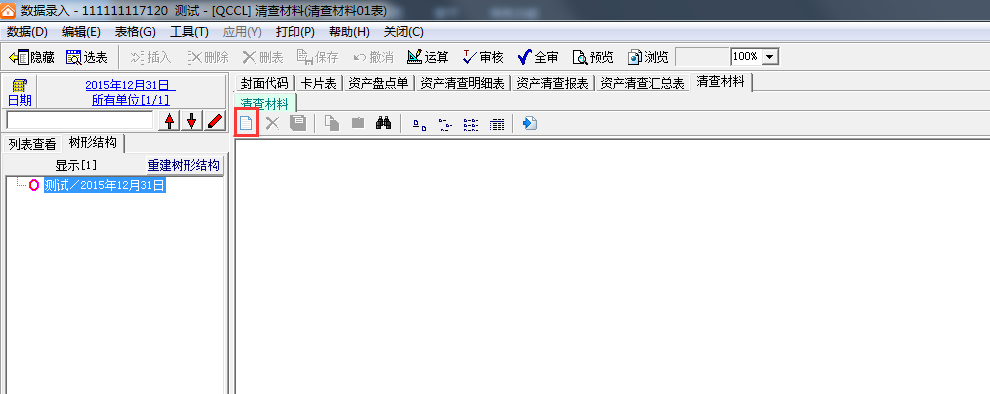 数据录入 - 111111117120 测试 - [QCCL] 清查材料(清查材料01表)
数据(D) 编辑(E) 表格(G) 工具(T) 应用(Y) 打印(P) 帮助(H) 关闭(C)
隐藏 选表 插入 删除 删表 保存 撤消 运算 审核 全审 预览 浏览 100%
日期
2015年12月31日
所有单位[1/1]
封面代码 卡片表 资产盘点单 资产清查明细表 资产清查报表 资产清查汇总表 清查材料
清查材料
列表查看 树形结构
显示[1] 重建树形结构
测试／2015年12月31日